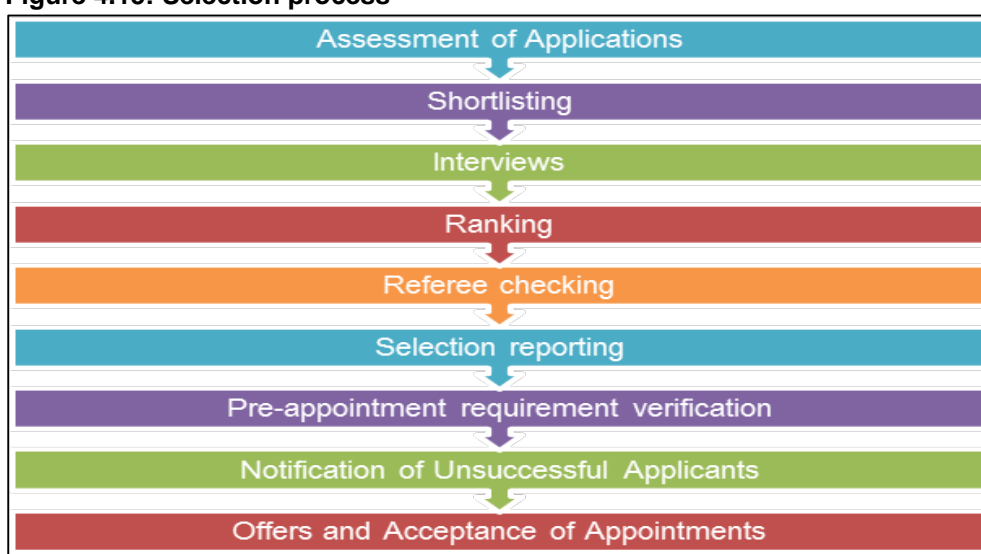 Assessment of Applications
Shortlisting
Interviews
Ranking
Referee checking
Selection reporting
Pre-appointment requirement verification
Notification of Unsuccessful Applicants
Offers and Acceptance of Appointments